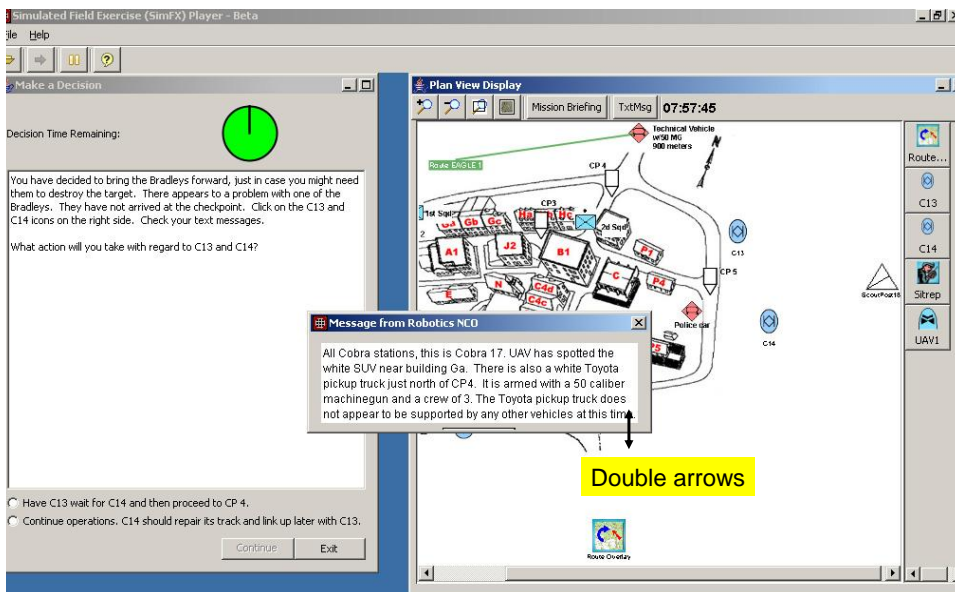 Simulated Field Exercise (SimFX) Player - Beta
File Help
Make a Decision
Decision Time Remaining:
You have decided to bring the Bradleys forward, just in case you might need
them to destroy the target. There appears to a problem with one of the
Bradleys. They have not arrived at the checkpoint. Click on the C13 and
C14 icons on the right side. Check your text messages.
What action will you take with regard to C13 and C14?
Have C13 wait for C14 and then proceed to CP 4.
Continue operations. C14 should repair its track and link up later with C13.
Continue Exit
Plan View Display
Mission Briefing TxtMsg 07:57:45
Technical Vehicle
w/50 MG
900 meters
N
Route EAGLE 1
CP 4
CP3
1st Sqd
2
Gb Gc Ha Hc
2d Sqd
A1 J2 B1 P1
C13
CP 5
E N C4d C P4
C4c
ScoutPost16
Police car
C14
P5
Route...
C13
C14
Sitrep
UAV1
Message from Robotics NCO
All Cobra stations, this is Cobra 17. UAV has spotted the
white SUV near building Ga. There is also a white Toyota
pickup truck just north of CP4. It is armed with a 50 caliber
machinegun and a crew of 3. The Toyota pickup truck does
not appear to be supported by any other vehicles at this time.
Double arrows
Route Overlay